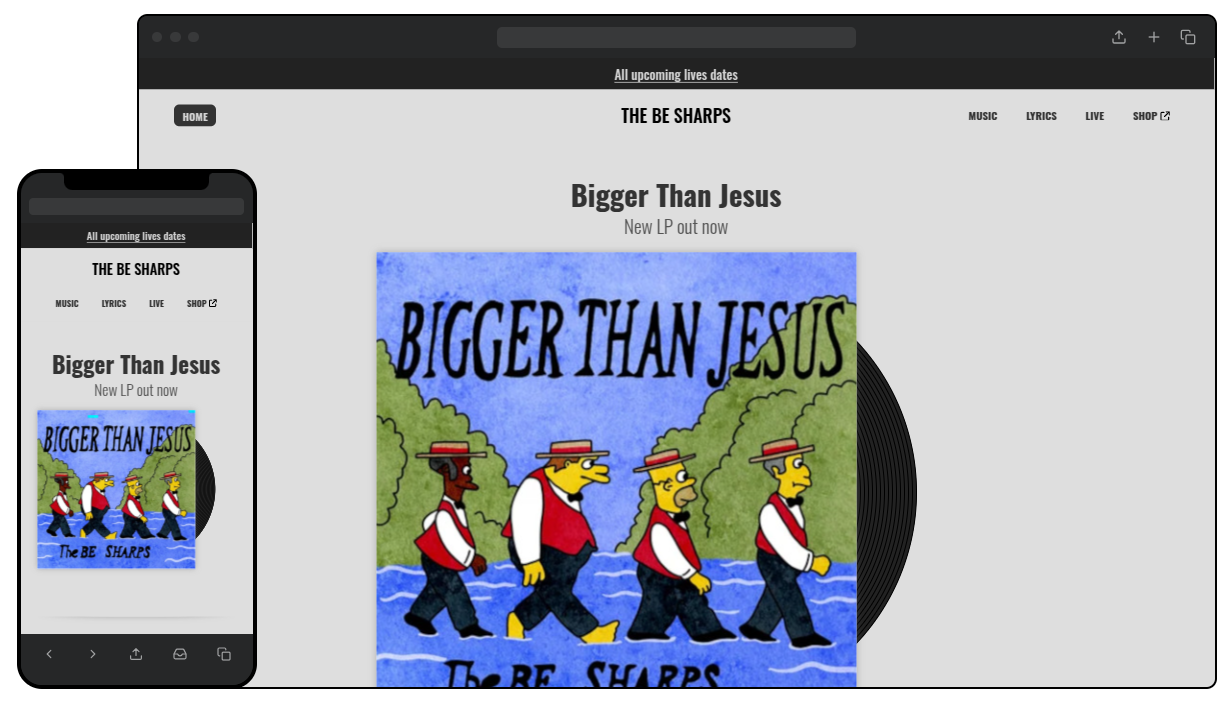 All upcoming lives dates
HOME
THE BE SHARPS
MUSIC LYRICS LIVE SHOP
Bigger Than Jesus
New LP out now
BIGGER THAN JESUS
The BE SHARPS
All upcoming lives dates
THE BE SHARPS
MUSIC LYRICS LIVE SHOP
Bigger Than Jesus
New LP out now
BIGGER THAN JESUS
The BE SHARPS